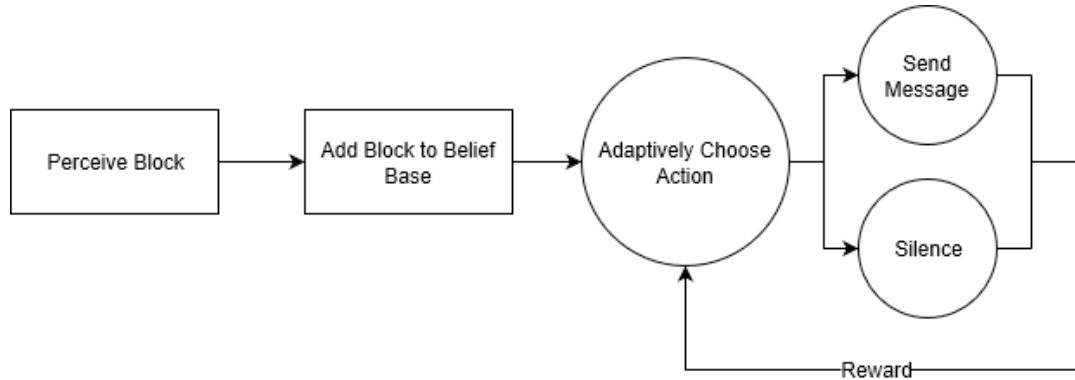 Perceive Block
Add Block to Belief
Base
Adaptively Choose
Action
Send
Message
Silence
Reward